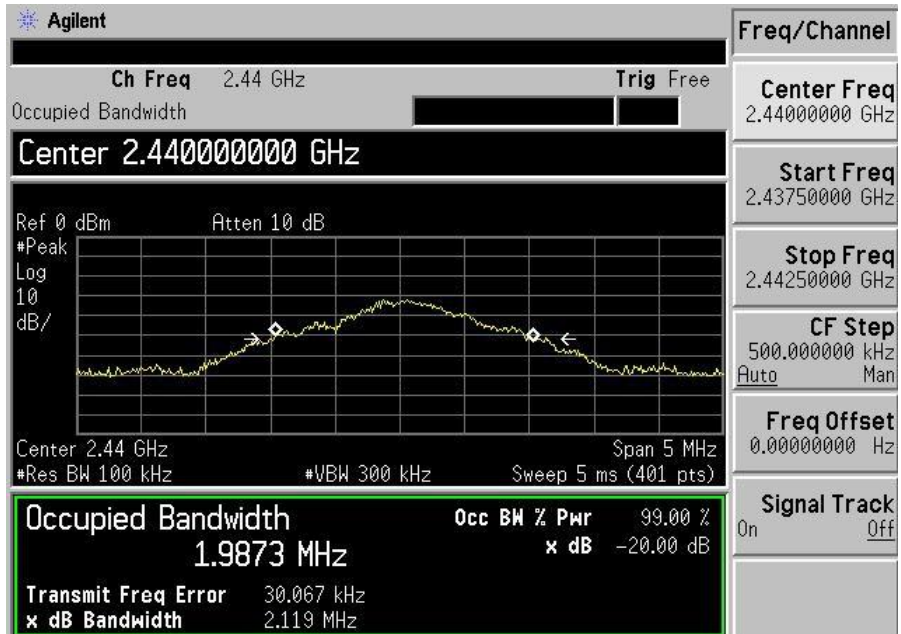 Agilent
Freq/Channel
Ch Freq 2.44 GHz Trig Free
Occupied Bandwidth
Center 2.440000000 GHz
Ref 0 dBm Atten 10 dB
#Peak
Log
10
dB/
Center 2.44 GHz Span 5 MHz
#Res BW 100 kHz #VBW 300 kHz Sweep 5 ms (401 pts)
Occupied Bandwidth
1.9873 MHz
Occ BW % Pwr 99.00 %
x dB -20.00 dB
Transmit Freq Error 30.067 kHz
x dB Bandwidth 2.119 MHz
Center Freq
2.44000000 GHz
Start Freq
2.43750000 GHz
Stop Freq
2.44250000 GHz
CF Step
500.000000 kHz
Auto Man
Freq Offset
0.00000000 Hz
Signal Track
On Off